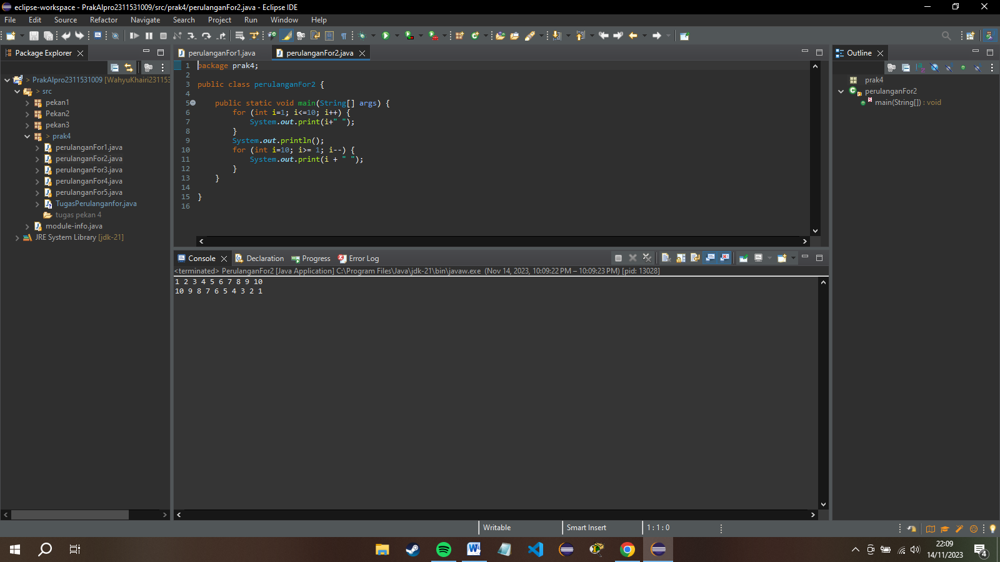 eclipse-workspace - PrakAlpro2311531009/src/prak4/perulanganFor2.java - Eclipse IDE
File Edit Source Refactor Navigate Search Project Run Window Help
Package Explorer
> PrakAlpro2311531009 [WahyuKhairi231153
> src
pekan1
Pekan2
pekan3
> prak4
perulanganFor1.java
perulanganFor2.java
perulanganFor3.java
perulanganFor4.java
perulanganFor5.java
TugasPerulanganfor.java
tugas pekan 4
module-info.java
JRE System Library [jdk-21]
perulanganFor1.java perulanganFor2.java
1 package prak4;
2
3 public class perulanganFor2 {
4
5 public static void main(String[] args) {
6 for (int i=1; i<=10; i++) {
7 System.out.print(i+" ");
8 }
9 System.out.println();
10 for (int i=10; i>= 1; i--) {
11 System.out.print(i + " ");
12 }
13 }
14
15 }
16
Outline
prak4
perulanganFor2
main(String[]) : void
Console Declaration Progress Error Log
<terminated> PerulanganFor2 [Java Application] C:\Program Files\Java\jdk-21\bin\javaw.exe (Nov 14, 2023, 10:09:22 PM – 10:09:23 PM) [pid: 13028]
1 2 3 4 5 6 7 8 9 10
10 9 8 7 6 5 4 3 2 1
Writable Smart Insert 1 : 1 : 0
22:09
14/11/2023
4